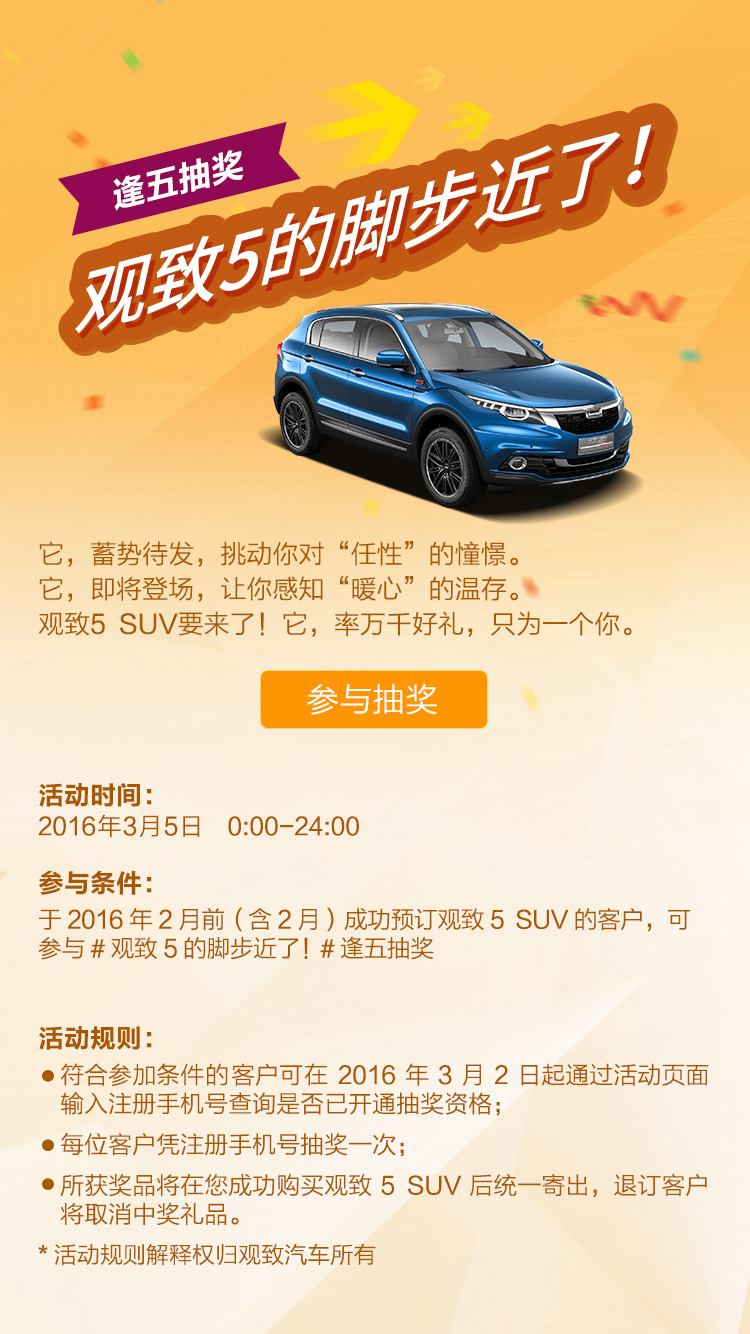 逢五抽奖
观致5的脚步近了！
它，蓄势待发，挑动你对“任性”的憧憬。
它，即将登场，让你感知“暖心”的温存。
观致5 SUV要来了！它，率万千好礼，只为一个你。
参与抽奖
活动时间：
2016年3月5日 0:00-24:00
参与条件：
于 2016 年 2 月前（含 2 月）成功预订观致 5 SUV 的客户，可
参与 # 观致 5 的脚步近了！# 逢五抽奖
活动规则：
●符合参加条件的客户可在 2016 年 3 月 2 日起通过活动页面
输入注册手机号查询是否已开通抽奖资格；
●每位客户凭注册手机号抽奖一次；
●所获奖品将在您成功购买观致 5 SUV 后统一寄出，退订客户
将取消中奖礼品。
* 活动规则解释权归观致汽车所有